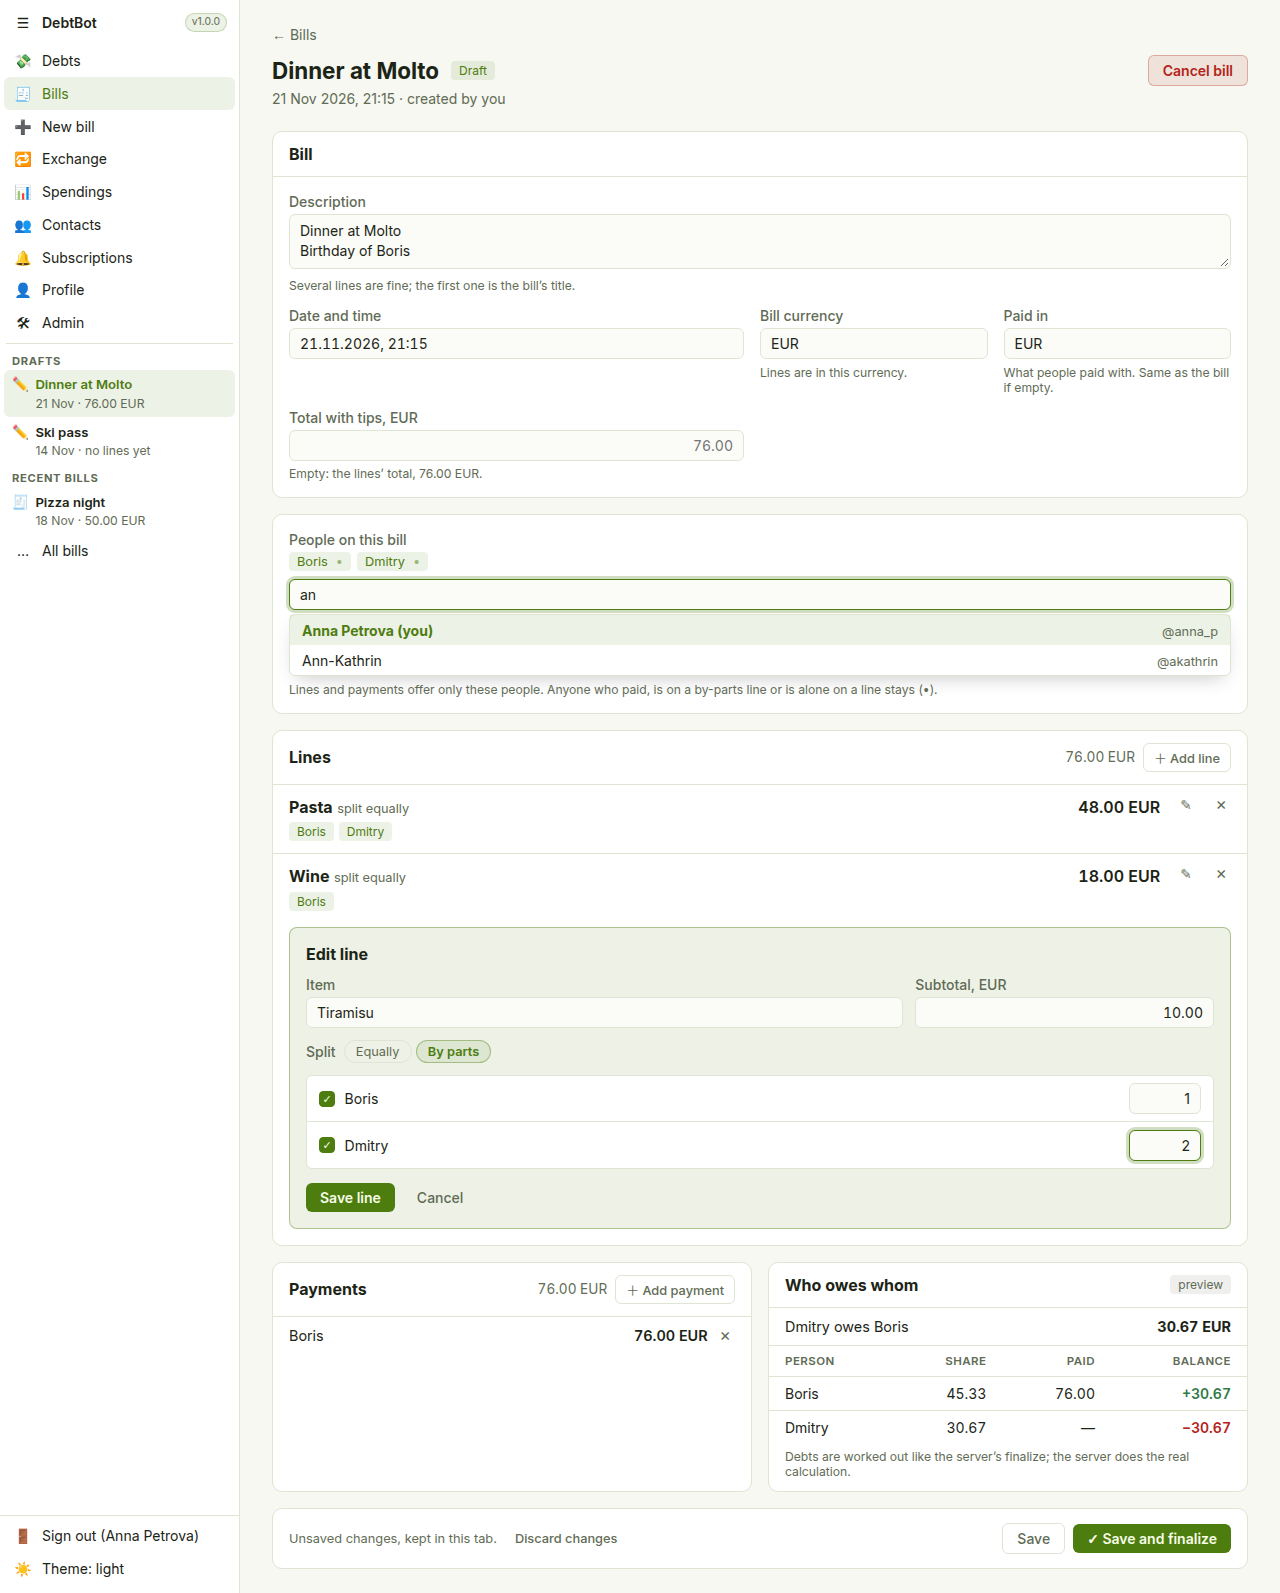 ☰ DebtBot v1.0.0
Debts
Bills
New bill
Exchange
Spendings
Contacts
Subscriptions
Profile
Admin
DRAFTS
Dinner at Molto
21 Nov · 76.00 EUR
Ski pass
14 Nov · no lines yet
RECENT BILLS
Pizza night
18 Nov · 50.00 EUR
... All bills
Sign out (Anna Petrova)
Theme: light
← Bills
Dinner at Molto Draft
Cancel bill
21 Nov 2026, 21:15 · created by you
Bill
Description
Dinner at Molto
Birthday of Boris
Several lines are fine; the first one is the bill’s title.
Date and time Bill currency Paid in
21.11.2026, 21:15 EUR EUR
Lines are in this currency. What people paid with. Same as the bill
if empty.
Total with tips, EUR
76.00
Empty: the lines’ total, 76.00 EUR.
People on this bill
Boris • Dmitry •
an
Anna Petrova (you) @anna_p
Ann-Kathrin @akathrin
Lines and payments offer only these people. Anyone who paid, is on a by-parts line or is alone on a line stays (•).
Lines 76.00 EUR + Add line
Pasta split equally 48.00 EUR ✎ ✕
Boris Dmitry
Wine split equally 18.00 EUR ✎ ✕
Boris
Edit line
Item Subtotal, EUR
Tiramisu 10.00
Split Equally By parts
✓ Boris 1
✓ Dmitry 2
Save line Cancel
Payments 76.00 EUR + Add payment
Boris 76.00 EUR ✕
Who owes whom preview
Dmitry owes Boris 30.67 EUR
PERSON SHARE PAID BALANCE
Boris 45.33 76.00 +30.67
Dmitry 30.67 — −30.67
Debts are worked out like the server’s finalize; the server does the real
calculation.
Unsaved changes, kept in this tab. Discard changes Save ✓ Save and finalize